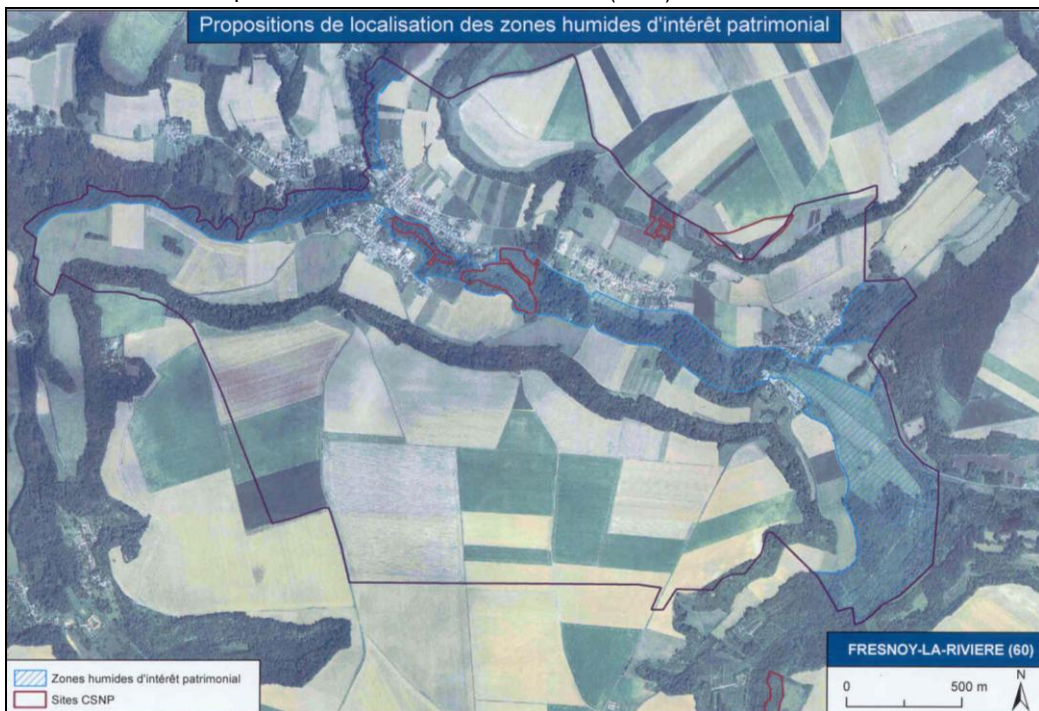 Propositions de localisation des zones humides d'intérêt patrimonial
Zones humides d'intérêt patrimonial
Sites CSNP
FRESNOY-LA-RIVIERE (60)
N
0 500 m